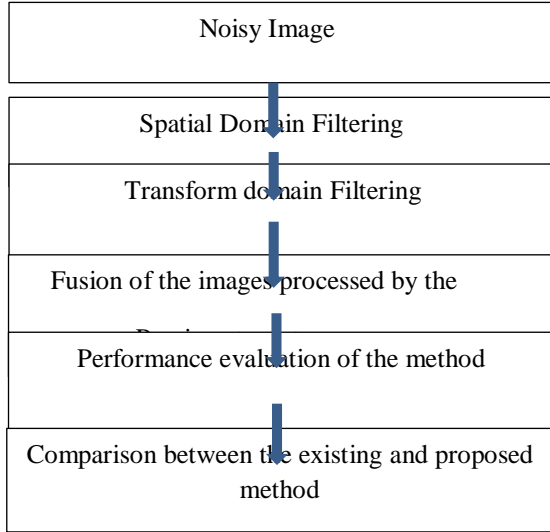 Noisy Image
Spatial Domain Filtering
Transform domain Filtering
Fusion of the images processed by the
Performance evaluation of the method
Comparison between the existing and proposed
method